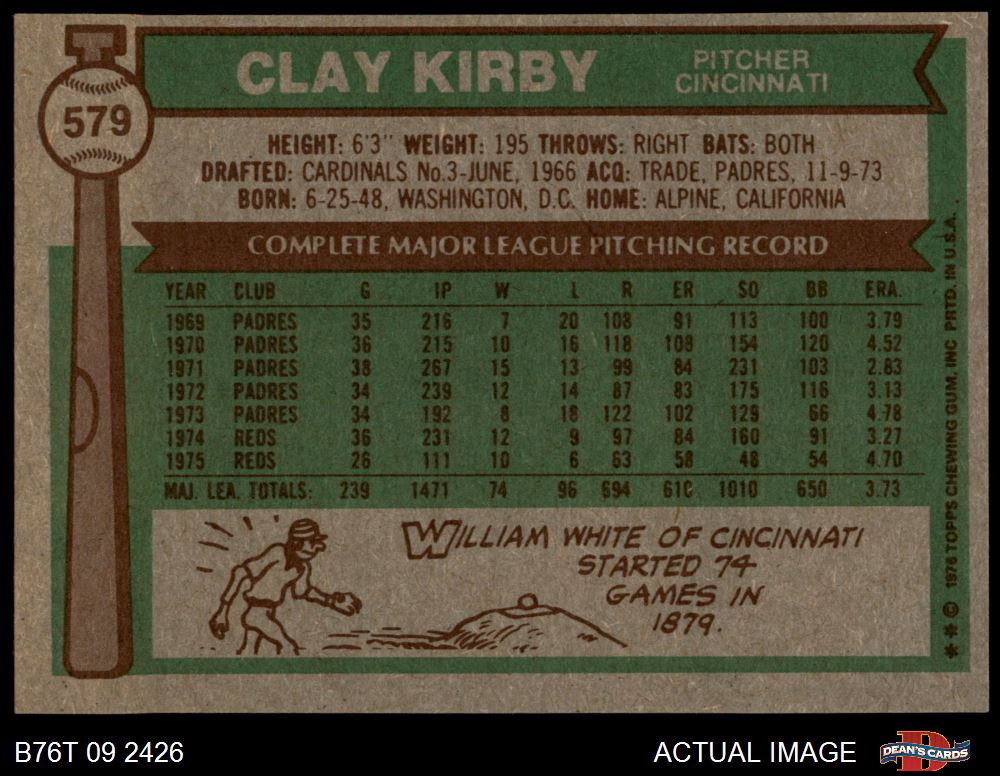 579
CLAY KIRBY
PITCHER
CINCINNATI
HEIGHT: 6'3" WEIGHT: 195 THROWS: RIGHT BATS: BOTH
DRAFTED: CARDINALS No.3-JUNE, 1966 ACQ: TRADE, PADRES, 11-9-73
BORN: 6-25-48, WASHINGTON, D.C. HOME: ALPINE, CALIFORNIA
COMPLETE MAJOR LEAGUE PITCHING RECORD
YEAR CLUB G IP W L R ER SO BB ERA.
1969 PADRES 35 216 7 20 108 91 113 100 3.79
1970 PADRES 36 215 10 16 118 108 154 120 4.52
1971 PADRES 38 267 15 13 99 84 231 103 2.83
1972 PADRES 34 239 12 14 87 83 175 116 3.13
1973 PADRES 34 192 8 18 122 102 129 66 4.78
1974 REDS 36 231 12 9 97 84 160 91 3.27
1975 REDS 26 111 10 6 63 58 48 54 4.70
MAJ. LEA. TOTALS: 239 1471 74 96 694 610 1010 650 3.73
WILLIAM WHITE OF CINCINNATI
STARTED 74
GAMES IN
1879.
** © 1976 TOPPS CHEWING GUM, INC PRTD. IN U.S.A.
B76T 09 2426
ACTUAL IMAGE
D
DEAN'S CARDS